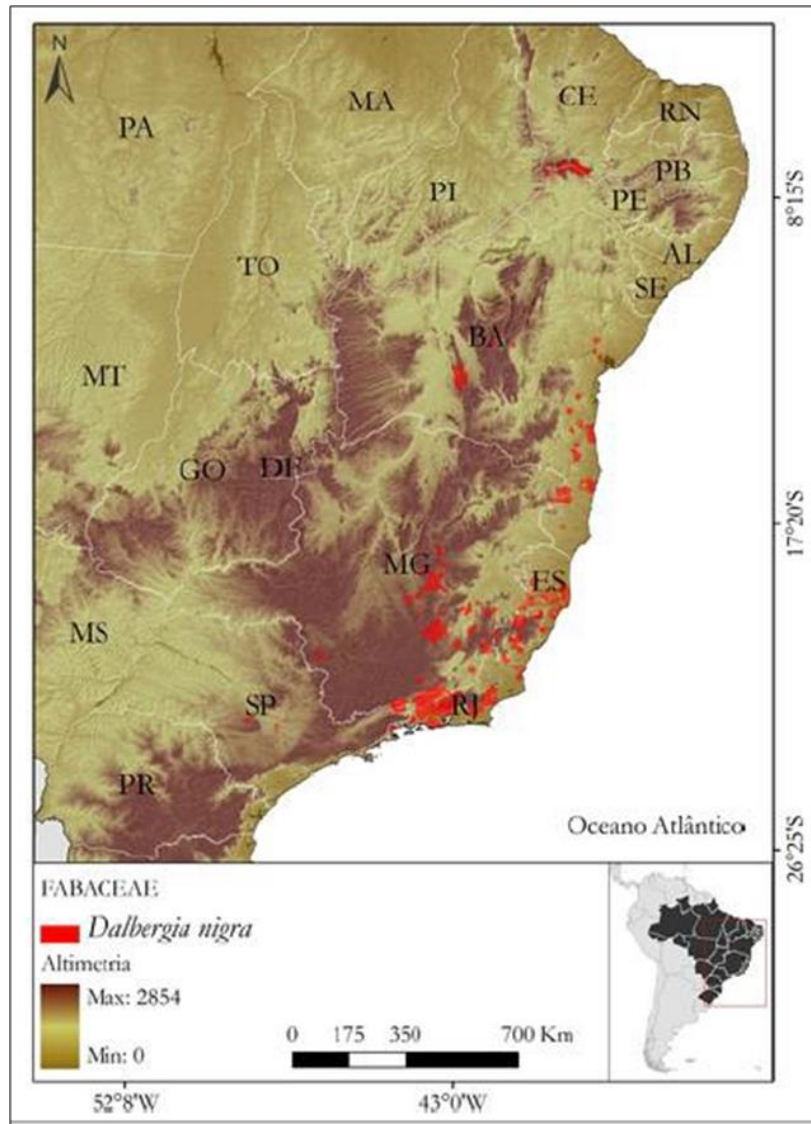 N
MA
CE
RN
PA
PB
PI
PE
8°15'S
AL
TO
SE
BA
MT
GO
DF
17°20'S
MG
ES
MS
SP
RJ
PR
Oceano Atlântico
26°25'S
FABACEAE
Dalbergia nigra
Altimetria
Max: 2854
Min: 0
0 175 350 700 Km
52°8'W 43°0'W